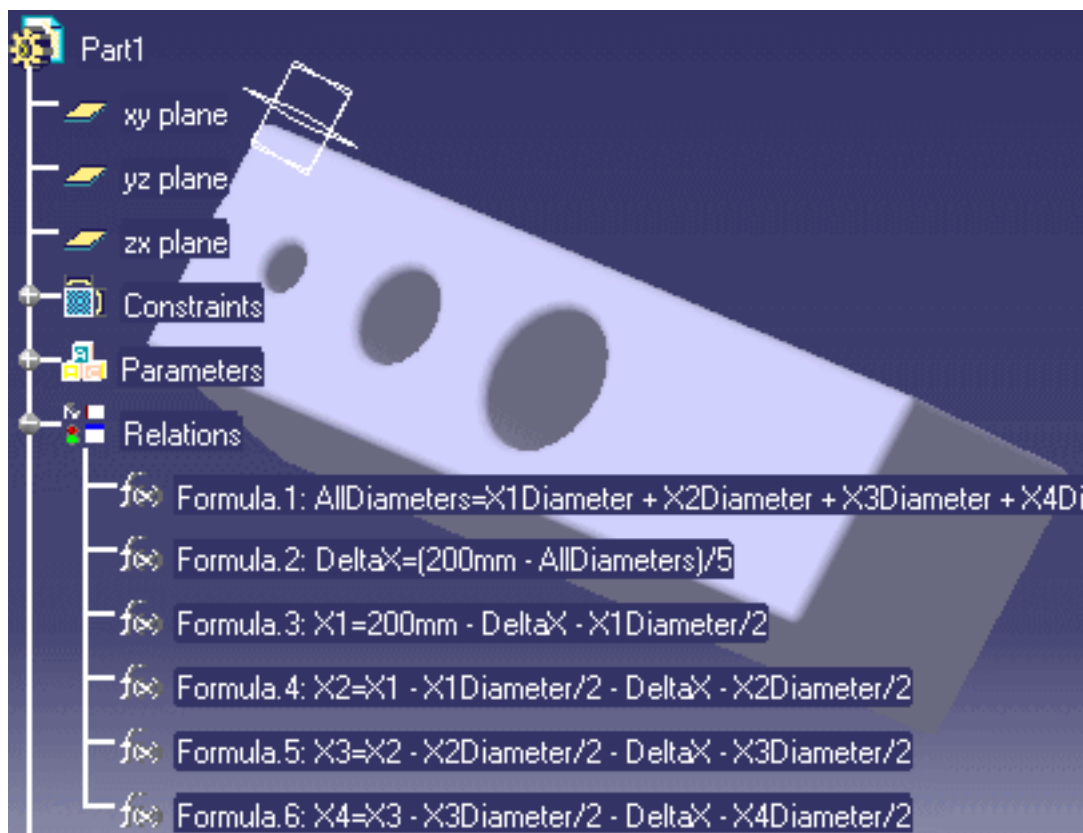 Part1
xy plane
yz plane
zx plane
Constraints
Parameters
Relations
f(x) Formula.1: AllDiameters=X1Diameter + X2Diameter + X3Diameter + X4Di
f(x) Formula.2: DeltaX=(200mm - AllDiameters)/5
f(x) Formula.3: X1=200mm - DeltaX - X1Diameter/2
f(x) Formula.4: X2=X1 - X1Diameter/2 - DeltaX - X2Diameter/2
f(x) Formula.5: X3=X2 - X2Diameter/2 - DeltaX - X3Diameter/2
f(x) Formula.6: X4=X3 - X3Diameter/2 - DeltaX - X4Diameter/2